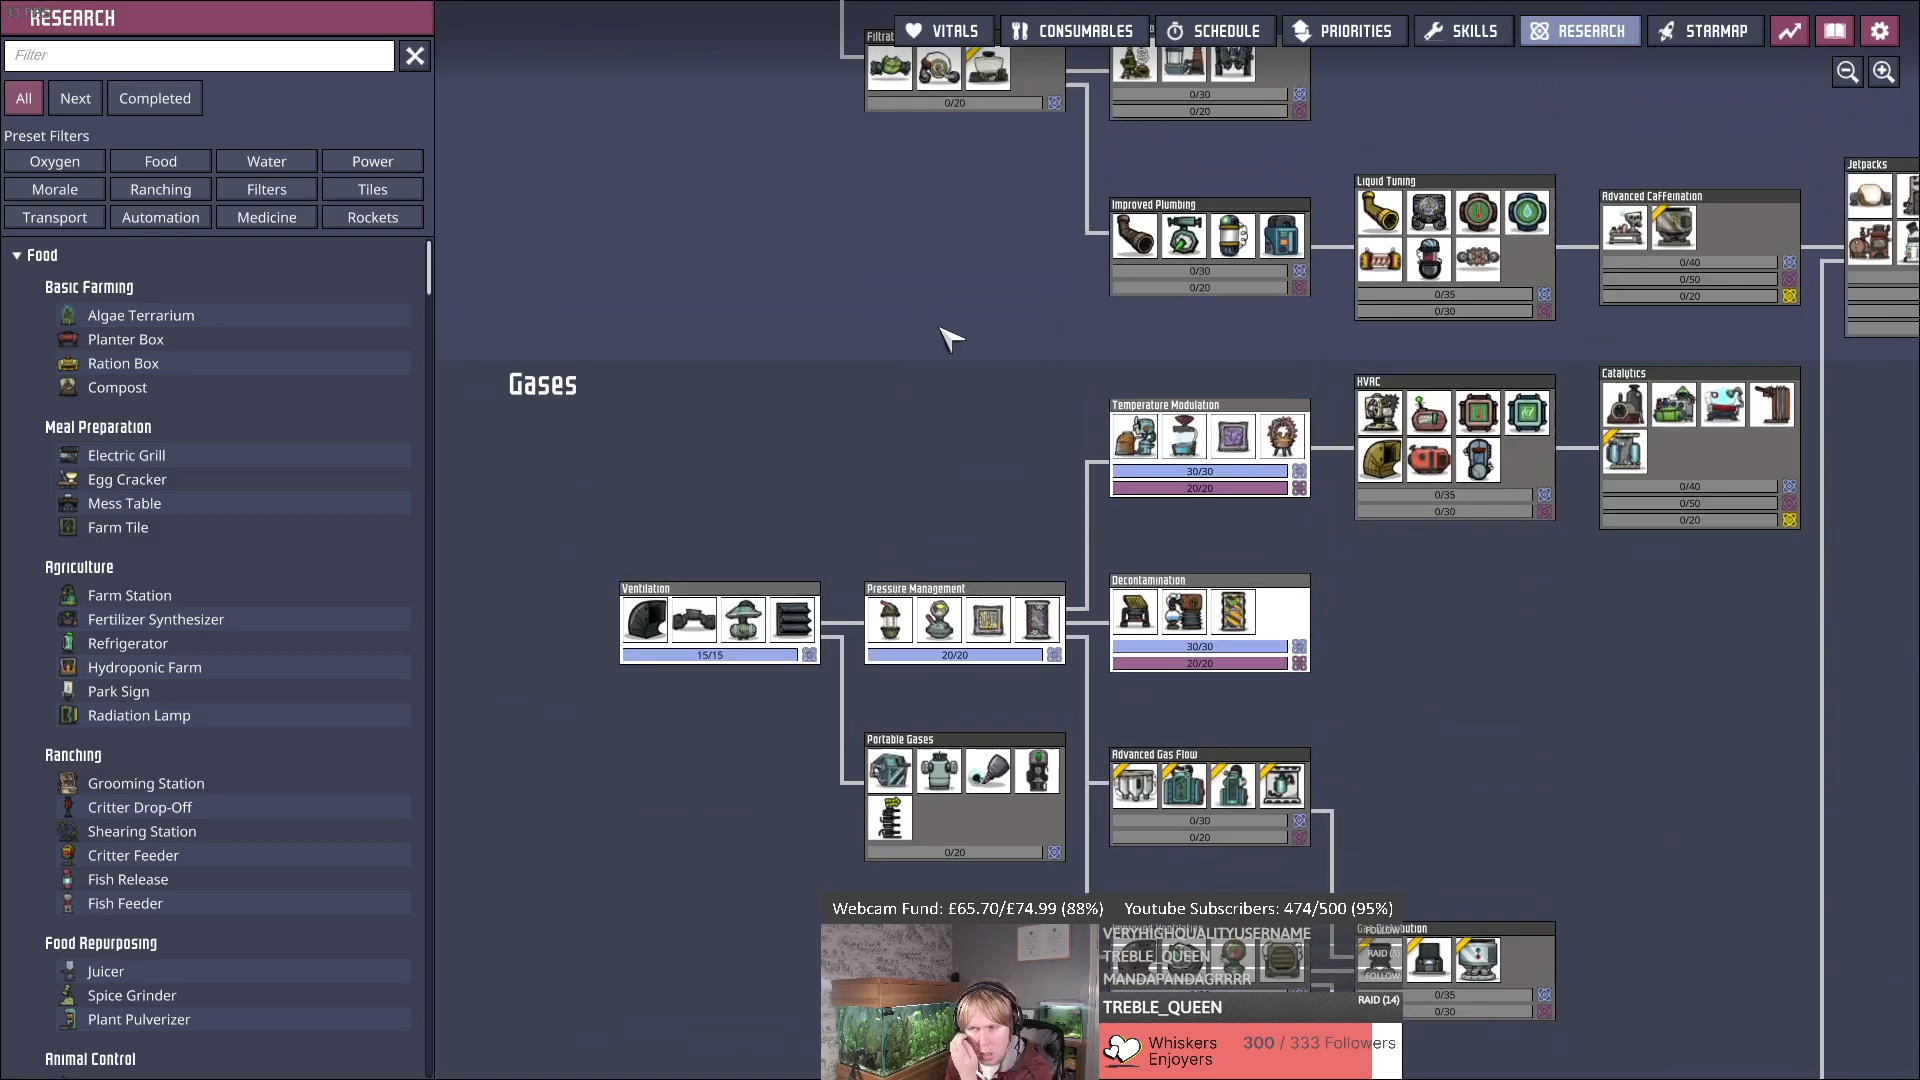 RESEARCH
VITALS
CONSUMABLES
SCHEDULE
PRIORITIES
SKILLS
RESEARCH
STARMAP
Filter
All
Next
Completed
Preset Filters
Oxygen
Food
Water
Power
Morale
Ranching
Filters
Tiles
Transport
Automation
Medicine
Rockets
Food
Basic Farming
Algae Terrarium
Planter Box
Ration Box
Compost
Meal Preparation
Electric Grill
Egg Cracker
Mess Table
Farm Tile
Agriculture
Farm Station
Fertilizer Synthesizer
Refrigerator
Hydroponic Farm
Park Sign
Radiation Lamp
Ranching
Grooming Station
Critter Drop-Off
Shearing Station
Critter Feeder
Fish Release
Fish Feeder
Food Repurposing
Juicer
Spice Grinder
Plant Pulverizer
Animal Control
0/20
0/30
0/20
Improved Plumbing
0/30
0/20
Liquid Tuning
0/35
0/30
Advanced Caffeination
0/40
0/50
0/20
Jetpacks
Gases
Temperature Modulation
30/30
20/20
HVAC
0/35
0/30
Catalytics
0/40
0/50
0/20
Ventilation
15/15
Pressure Management
20/20
Decontamination
30/30
20/20
Portable Gases
0/20
Advanced Gas Flow
0/30
0/20
Webcam Fund: £65.70/£74.99 (88%)
Youtube Subscribers: 474/500 (95%)
VERYHIGHQUALITYUSERNAME
FOLLOW
TREBLE_QUEEN
RAID (5)
MANDAPANDAGRRRR
FOLLOW
TREBLE_QUEEN
RAID (14)
Whiskers Enjoyers
300 / 333 Followers
0/35
0/30